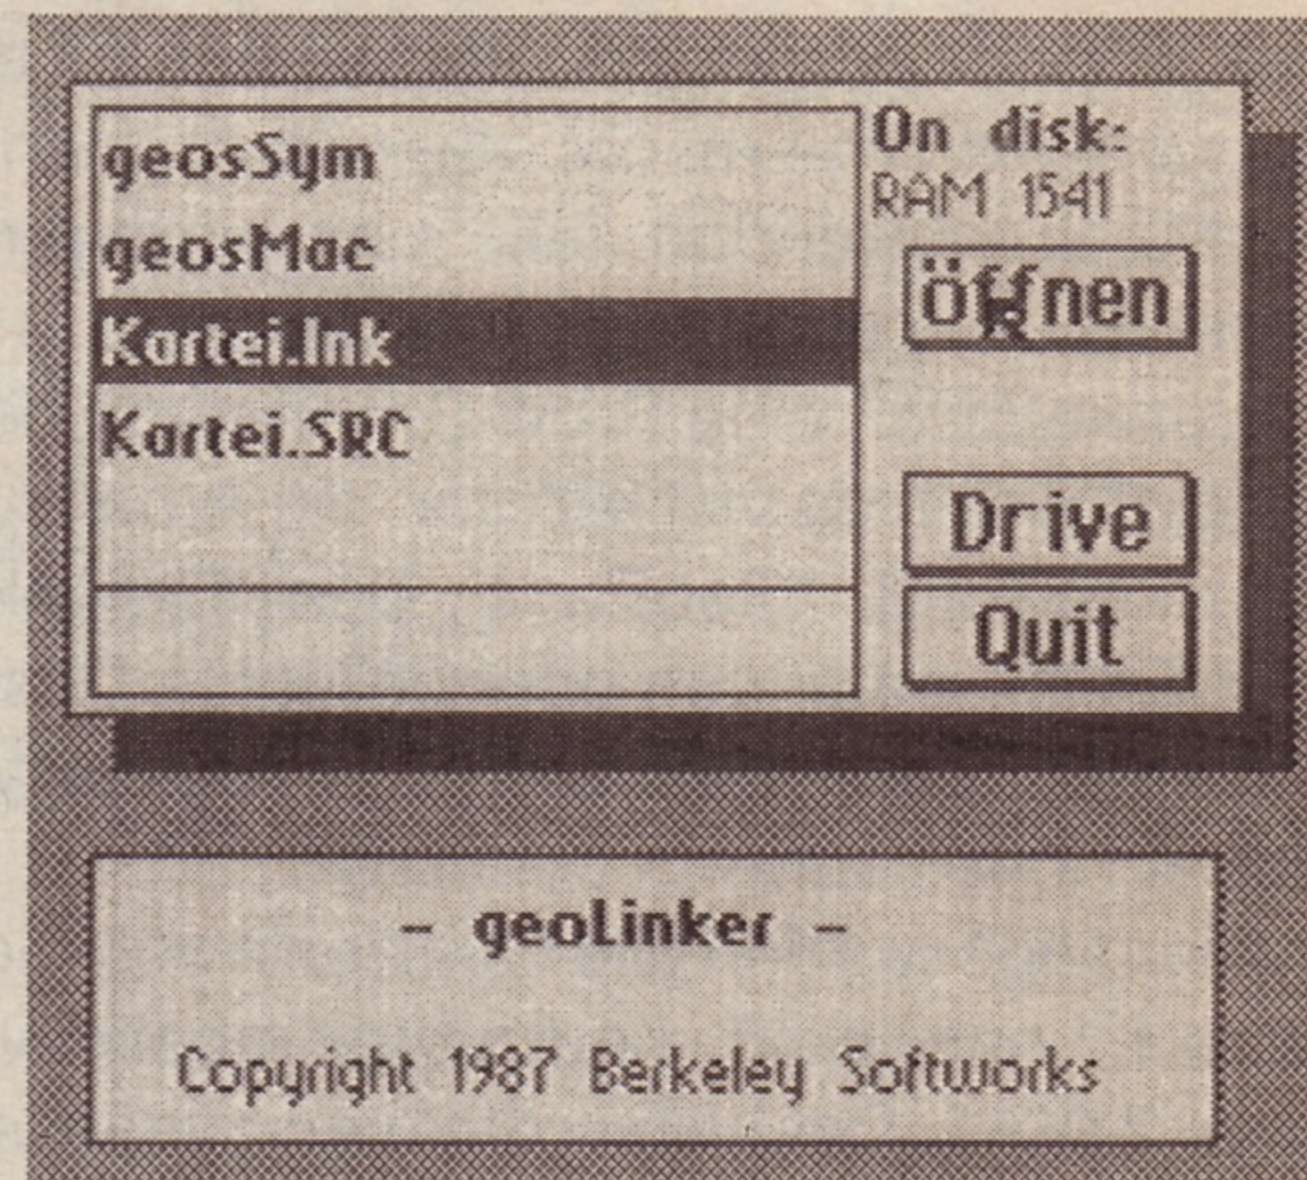 geosSym
geosMac
Kartei.lnk
Kartei.SRC
On disk:
RAM 1541
Öffnen
Drive
Quit
- geoLinker -
Copyright 1987 Berkeley Softworks